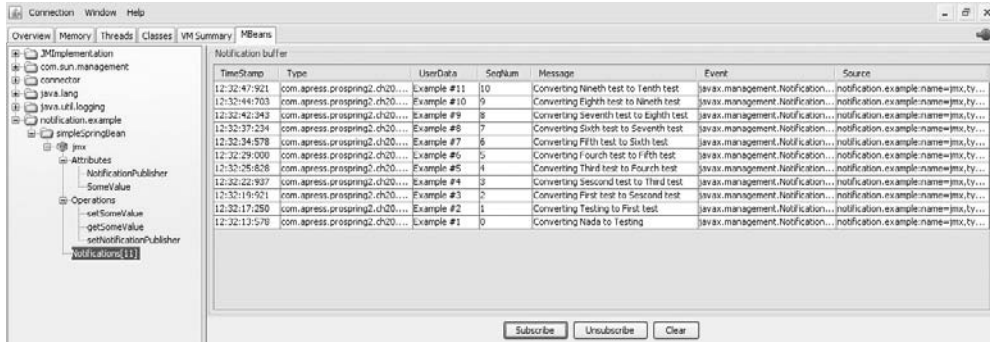 Connection Window Help
Overview Memory Threads Classes VM Summary MBeans
JMImplementation
com.sun.management
connector
java.lang
java.util.logging
notification.example
simpleSpringBean
jmx
Attributes
NotificationPublisher
SomeValue
Operations
setSomeValue
getSomeValue
setNotificationPublisher
Notifications[11]
Notification buffer
TimeStamp Type UserData SeqNum Message Event Source
12:32:47:921 com.apress.prospring2.ch20.... Example #11 10 Converting Nineth test to Tenth test javax.management.Notification... notification.example:name=jmx,ty...
12:32:44:703 com.apress.prospring2.ch20.... Example #10 9 Converting Eighth test to Nineth test javax.management.Notification... notification.example:name=jmx,ty...
12:32:42:343 com.apress.prospring2.ch20.... Example #9 8 Converting Seventh test to Eighth test javax.management.Notification... notification.example:name=jmx,ty...
12:32:37:234 com.apress.prospring2.ch20.... Example #8 7 Converting Sixth test to Seventh test javax.management.Notification... notification.example:name=jmx,ty...
12:32:34:578 com.apress.prospring2.ch20.... Example #7 6 Converting Fifth test to Sixth test javax.management.Notification... notification.example:name=jmx,ty...
12:32:29:000 com.apress.prospring2.ch20.... Example #6 5 Converting Fourch test to Fifth test javax.management.Notification... notification.example:name=jmx,ty...
12:32:25:828 com.apress.prospring2.ch20.... Example #5 4 Converting Third test to Fourch test javax.management.Notification... notification.example:name=jmx,ty...
12:32:22:937 com.apress.prospring2.ch20.... Example #4 3 Converting Sescond test to Third test javax.management.Notification... notification.example:name=jmx,ty...
12:32:19:921 com.apress.prospring2.ch20.... Example #3 2 Converting First test to Sescond test javax.management.Notification... notification.example:name=jmx,ty...
12:32:17:250 com.apress.prospring2.ch20.... Example #2 1 Converting Testing to First test javax.management.Notification... notification.example:name=jmx,ty...
12:32:13:578 com.apress.prospring2.ch20.... Example #1 0 Converting Nada to Testing javax.management.Notification... notification.example:name=jmx,ty...
Subscribe Unsubscribe Clear